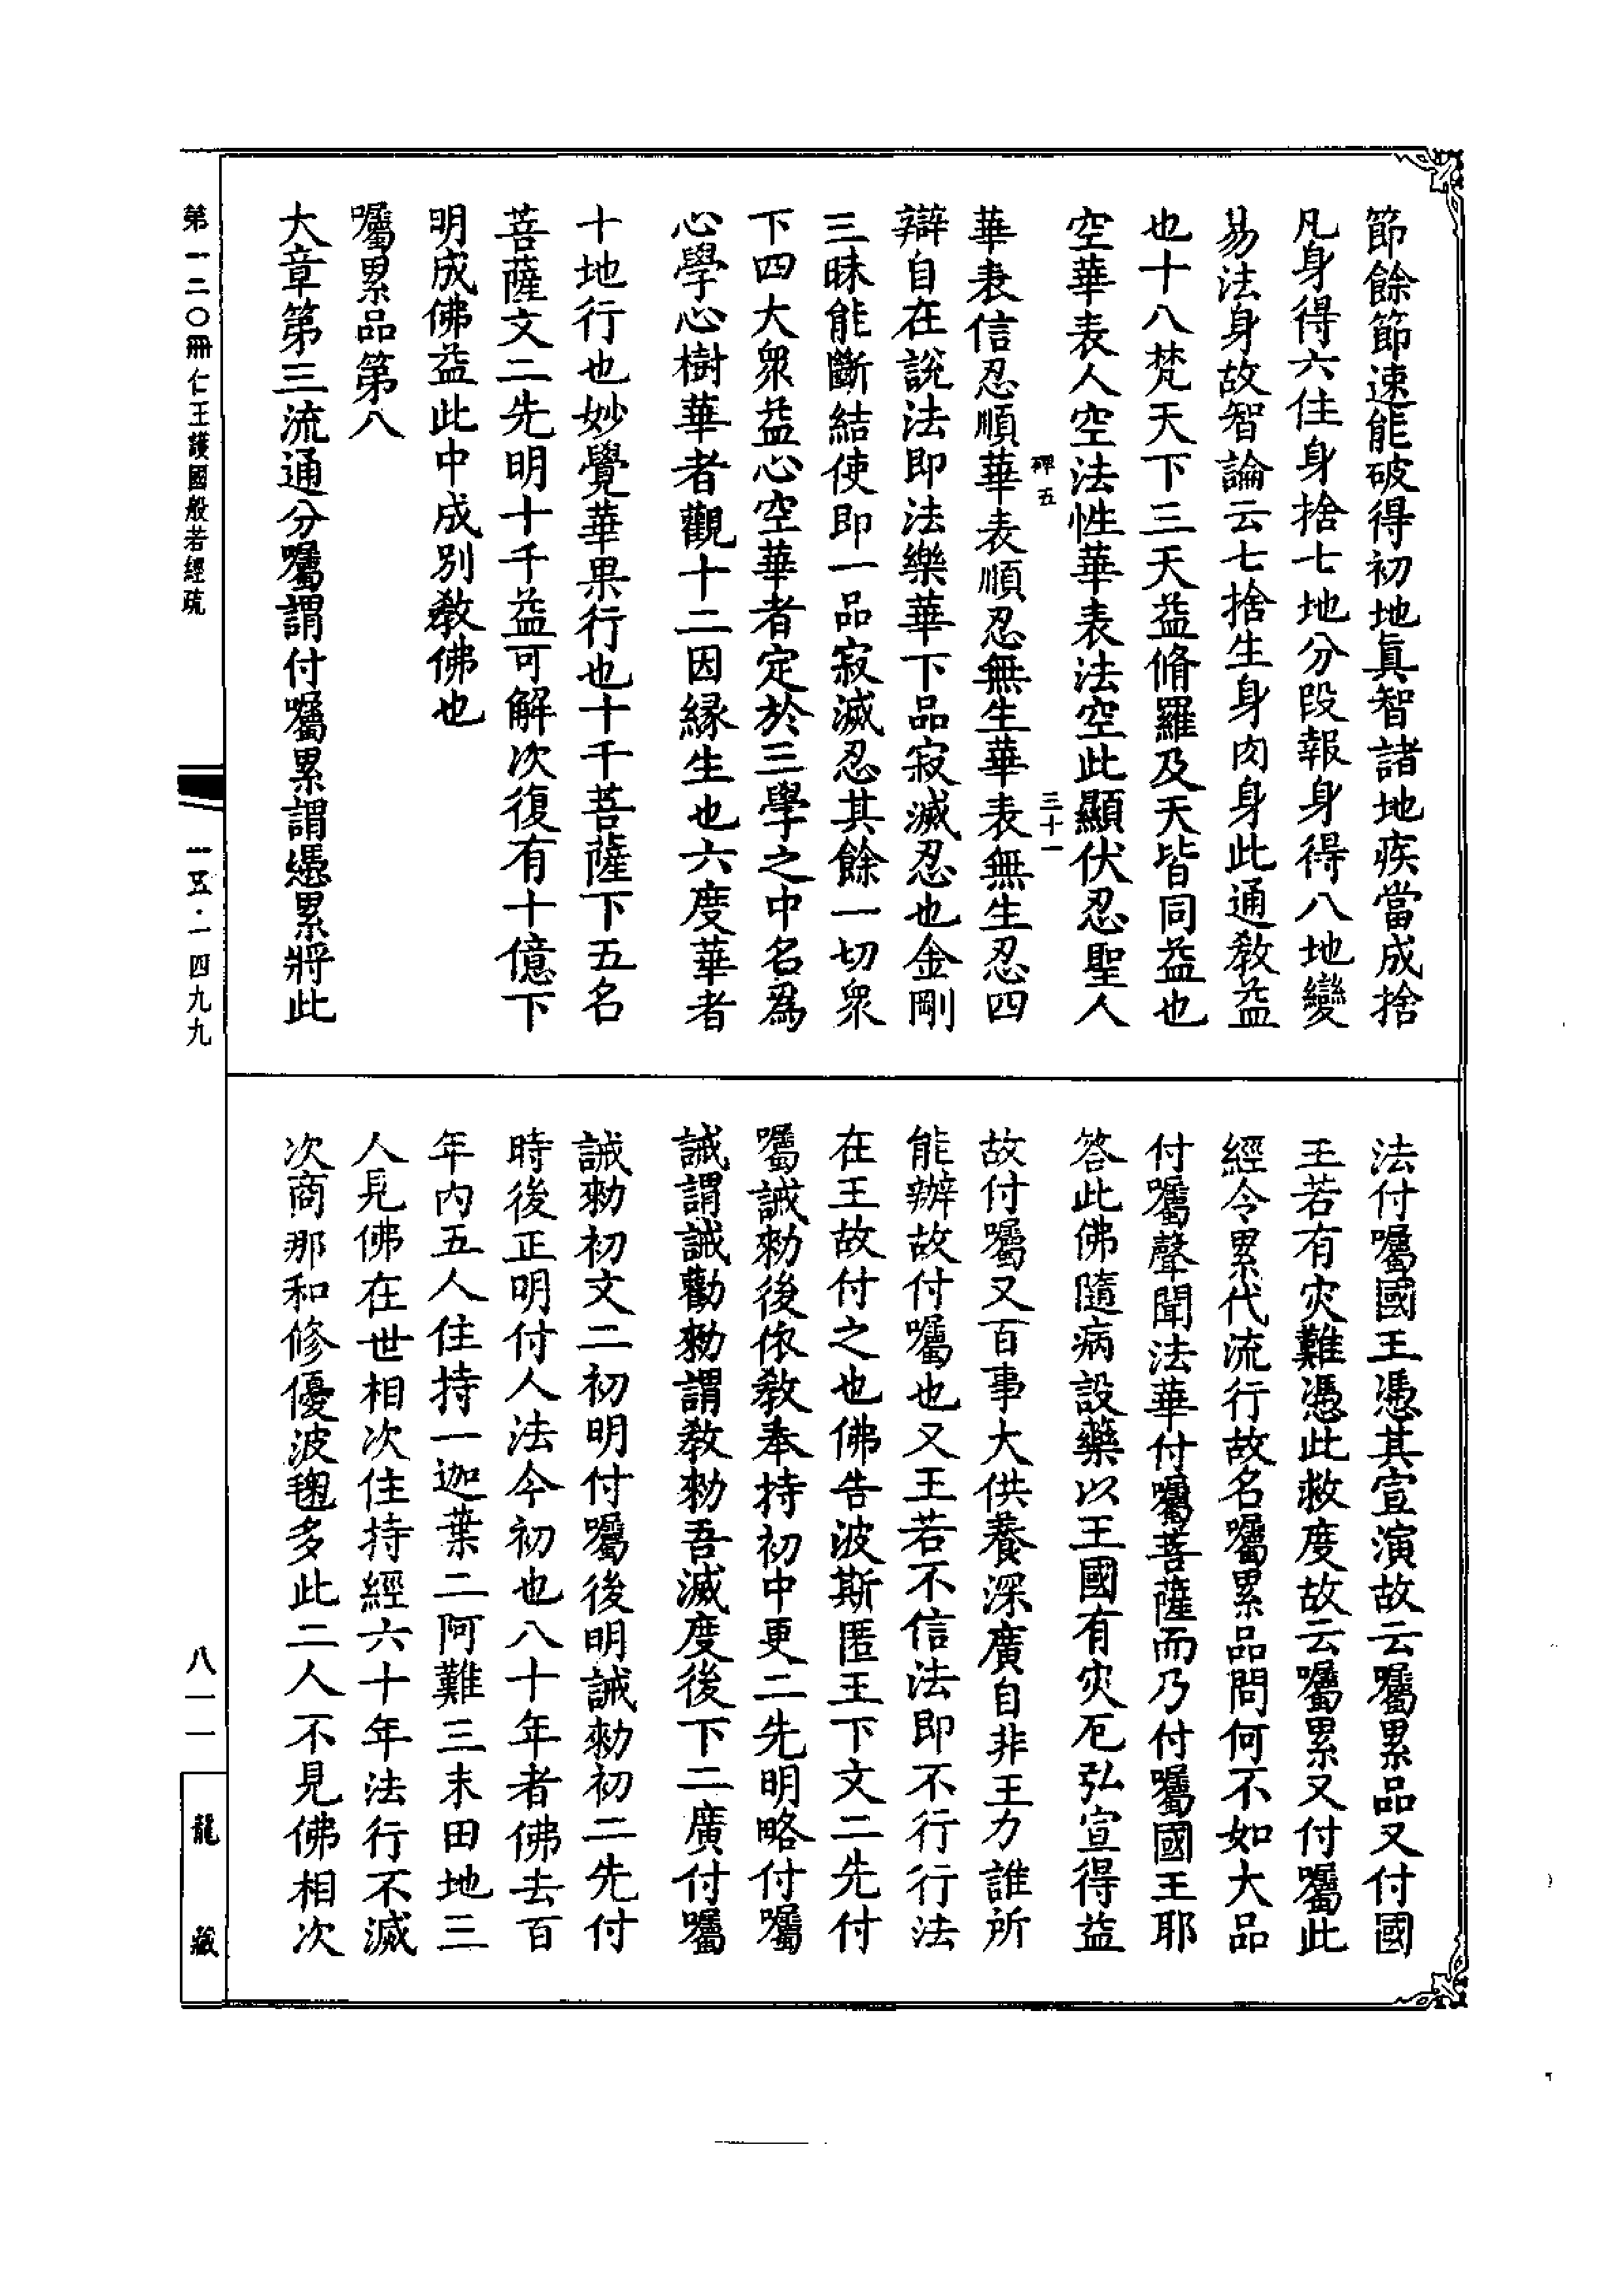 節餘節速能破得初地眞智諸地疾當成捨
凡身得六住身捨七地分段報身得八地變
易法身故智論云七捨生身肉身此通教益
也十八梵天下三天益脩羅及天皆同益也
空華表人空法性華表法空此顯伏忍聖人
禪五 三十一
華表信忍順華表順忍無生華表無生忍四
辯自在說法即法樂華下品寂滅忍也金剛
三昧能斷結使即一品寂滅忍其餘一切衆
下四大衆益心空華者定於三學之中名爲
心學心樹華者觀十二因緣生也六度華者
十地行也妙覺華果行也十千菩薩下五名
菩薩文二先明十千益可解次復有十億下
明成佛益此中成別教佛也
囑累品第八
大章第三流通分囑謂付囑累謂憑累將此
法付囑國王憑其宣演故云囑累品又付國
王若有灾難憑此救度故云囑累又付囑此
經令累代流行故名囑累品問何不如大品
付囑聲聞法華付囑菩薩而乃付囑國王耶
答此佛隨病設藥以王國有灾厄弘宣得益
故付囑又百事大供養深廣自非王力誰所
能辦故付囑也又王若不信法即不行行法
在王故付之也佛告波斯匿王下文二先付
囑誡勑後依教奉持初中更二先明略付囑
誡謂誡勸勑謂教勑吾滅度後下二廣付囑
誡勑初文二初明付囑後明誡勑初二先付
時後正明付人法今初也八十年者佛去百
年內五人住持一迦葉二阿難三末田地三
人見佛在世相次住持經六十年法行不滅
次商那和修優波毱多此二人不見佛相次
第一二〇冊 仁王護國般若經疏
一五·一四九九
八一一
龍藏